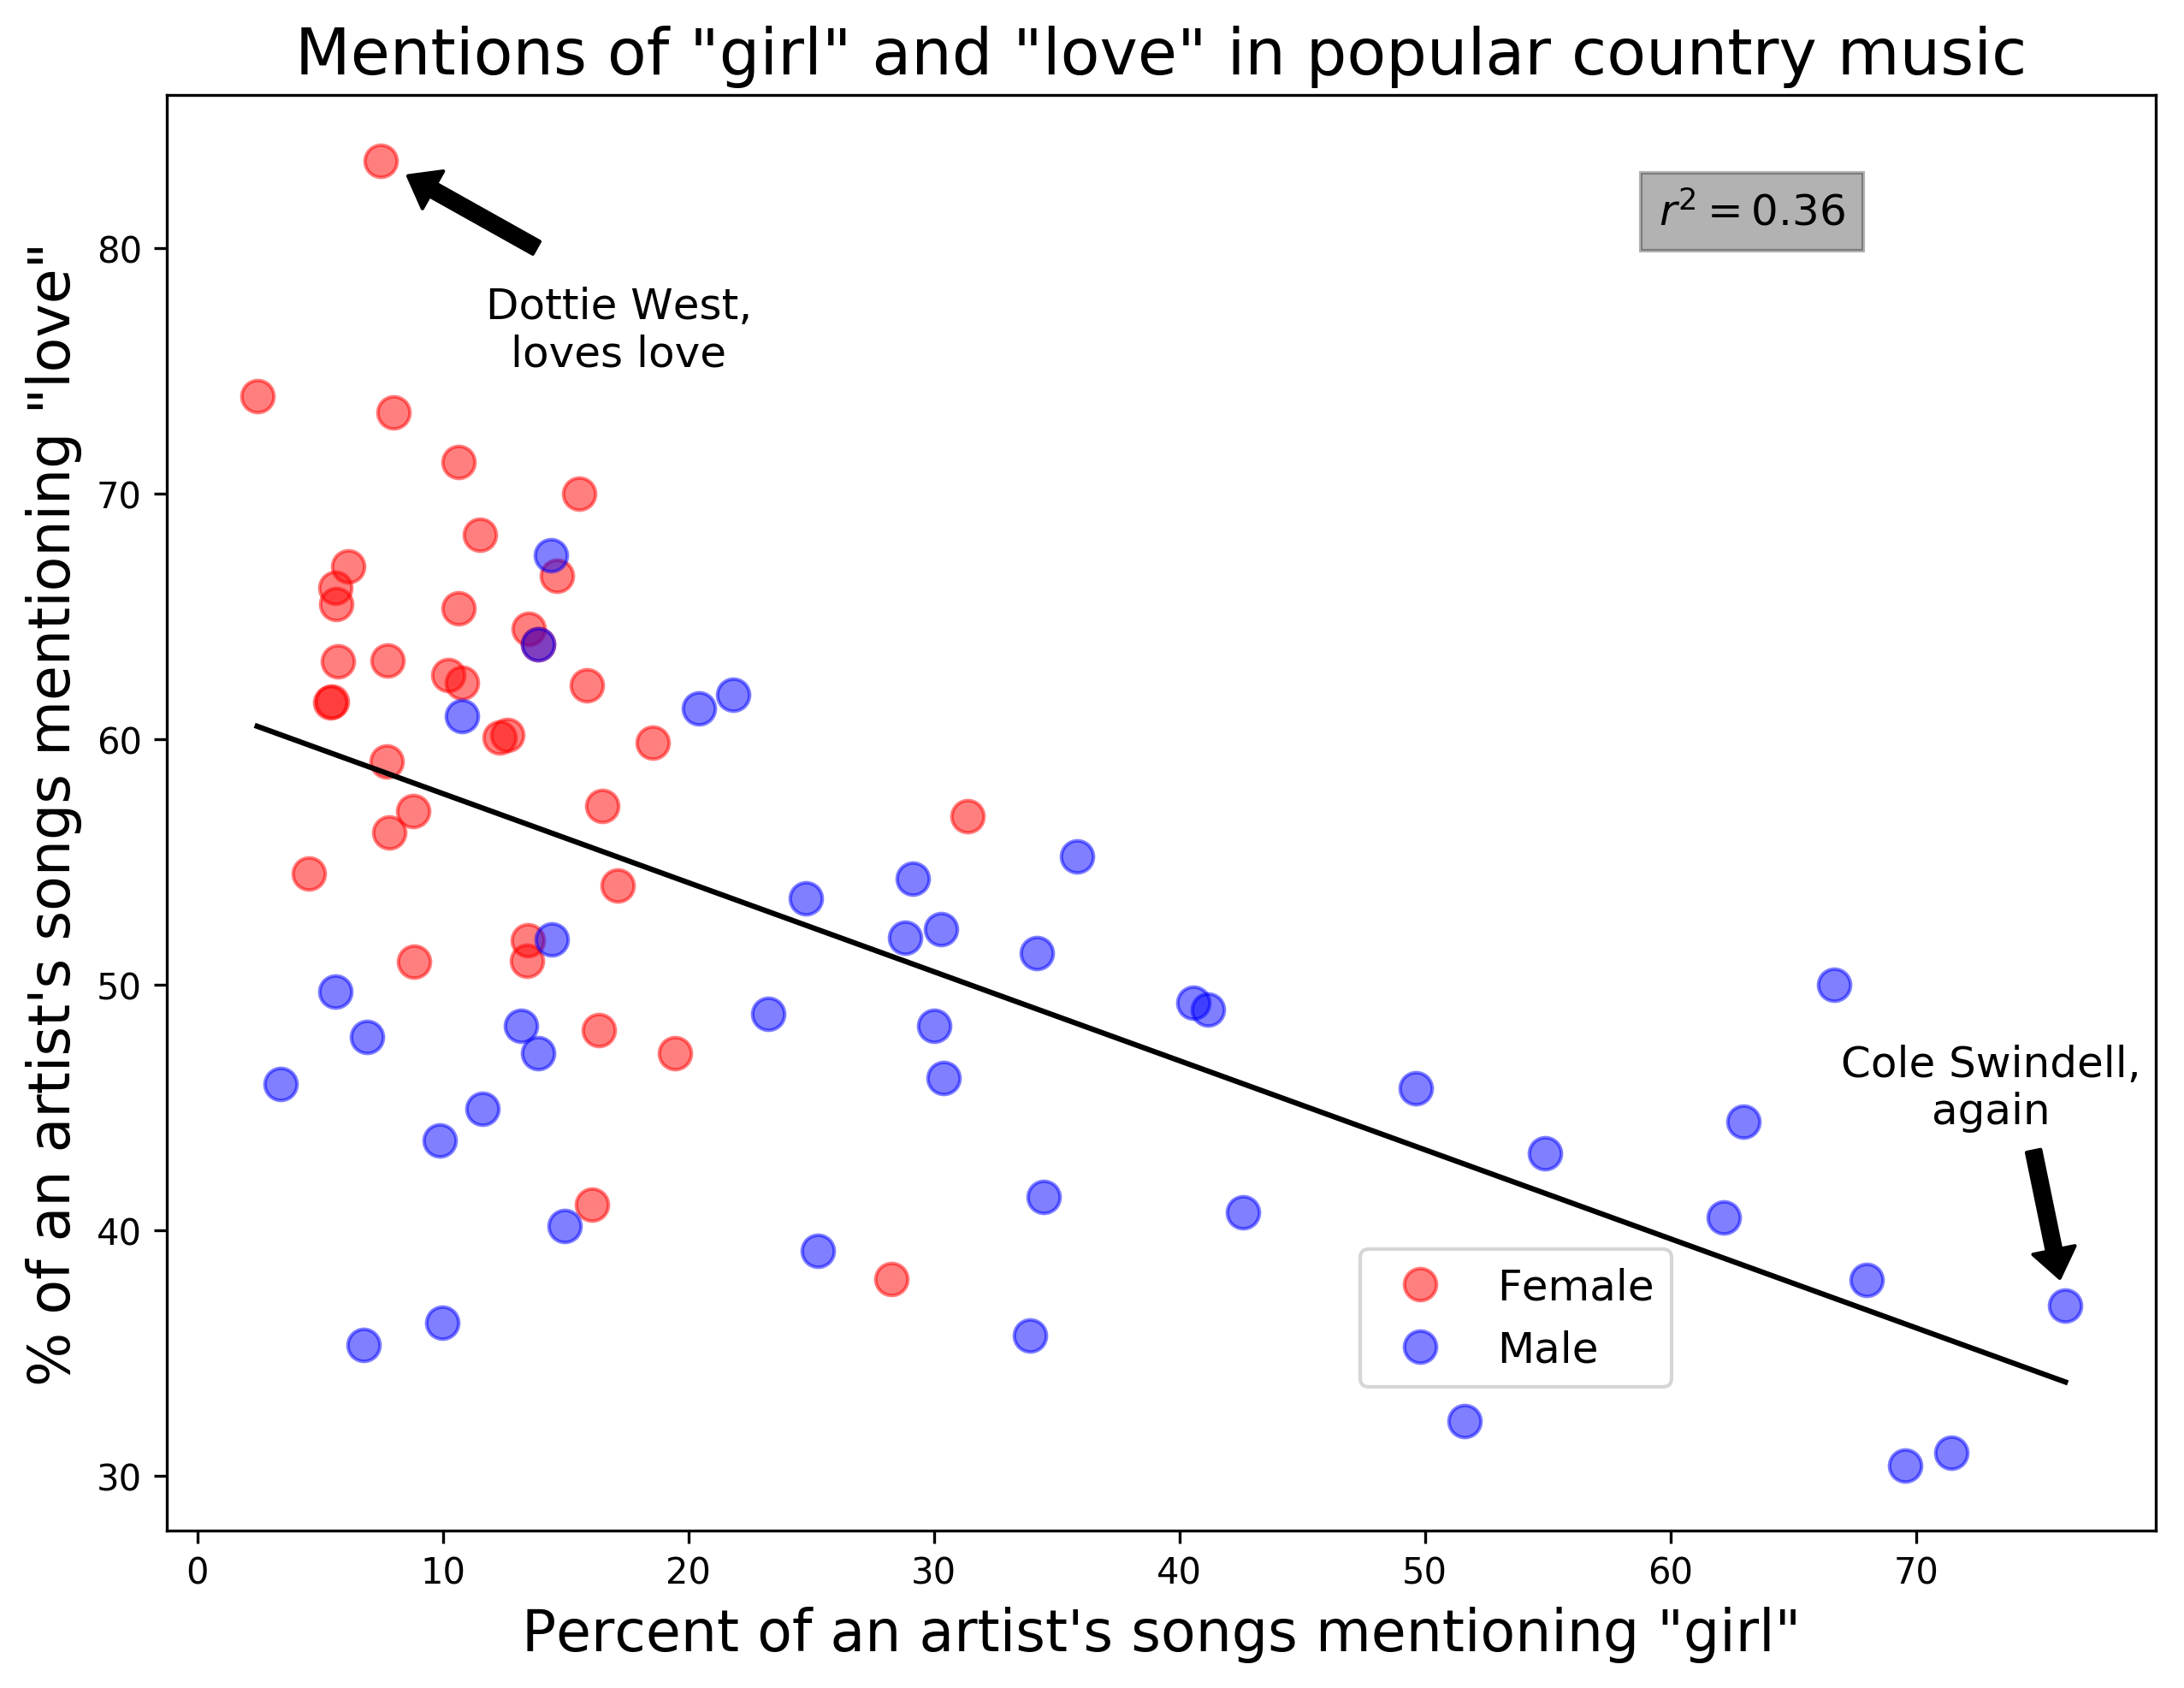 Mentions of "girl" and "love" in popular country music
% of an artist's songs mentioning "love"
80
70
60
50
40
30
r² = 0.36
Dottie West,
loves love
Cole Swindell,
again
Female
Male
0 10 20 30 40 50 60 70
Percent of an artist's songs mentioning "girl"